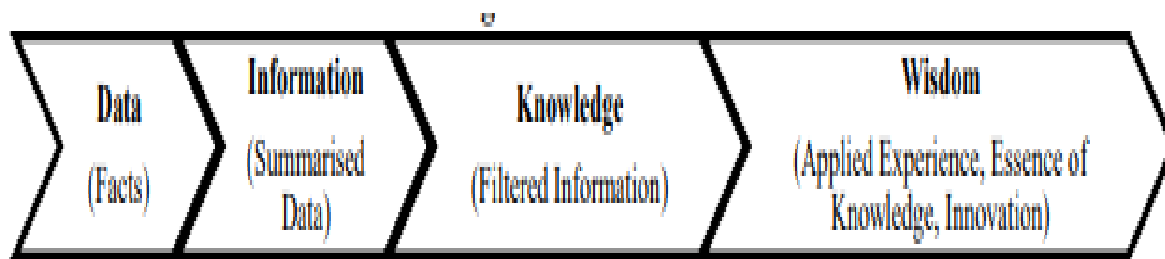 Data
(Facts)
Information
(Summarised
Data)
Knowledge
(Filtered Information)
Wisdom
(Applied Experience, Essence of
Knowledge, Innovation)